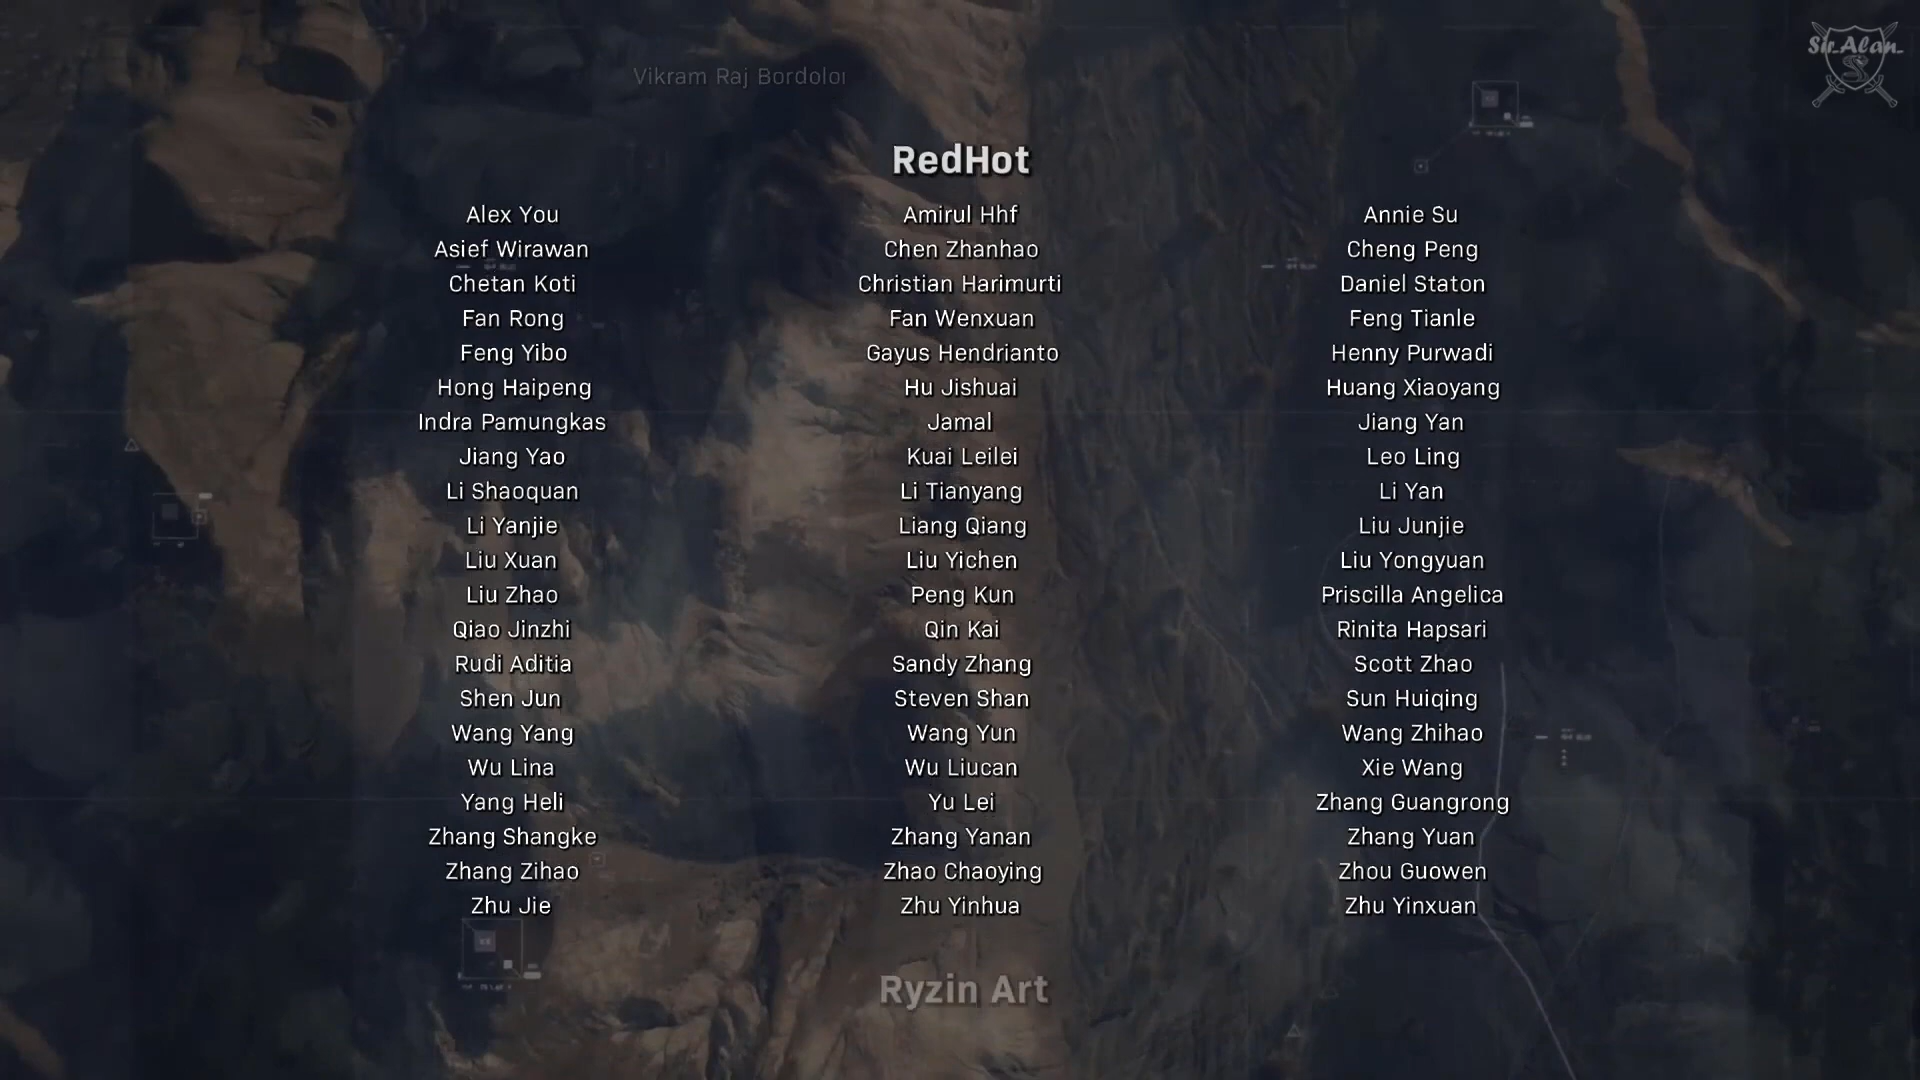 Sir.Alan
Vikram Raj Bordoloi
RedHot
Alex You Amirul Hhf Annie Su
Asief Wirawan Chen Zhanhao Cheng Peng
Chetan Koti Christian Harimurti Daniel Staton
Fan Rong Fan Wenxuan Feng Tianle
Feng Yibo Gayus Hendrianto Henny Purwadi
Hong Haipeng Hu Jishuai Huang Xiaoyang
Indra Pamungkas Jamal Jiang Yan
Jiang Yao Kuai Leilei Leo Ling
Li Shaoquan Li Tianyang Li Yan
Li Yanjie Liang Qiang Liu Junjie
Liu Xuan Liu Yichen Liu Yongyuan
Liu Zhao Peng Kun Priscilla Angelica
Qiao Jinzhi Qin Kai Rinita Hapsari
Rudi Aditia Sandy Zhang Scott Zhao
Shen Jun Steven Shan Sun Huiqing
Wang Yang Wang Yun Wang Zhihao
Wu Lina Wu Liucan Xie Wang
Yang Heli Yu Lei Zhang Guangrong
Zhang Shangke Zhang Yanan Zhang Yuan
Zhang Zihao Zhao Chaoying Zhou Guowen
Zhu Jie Zhu Yinhua Zhu Yinxuan
Ryzin Art